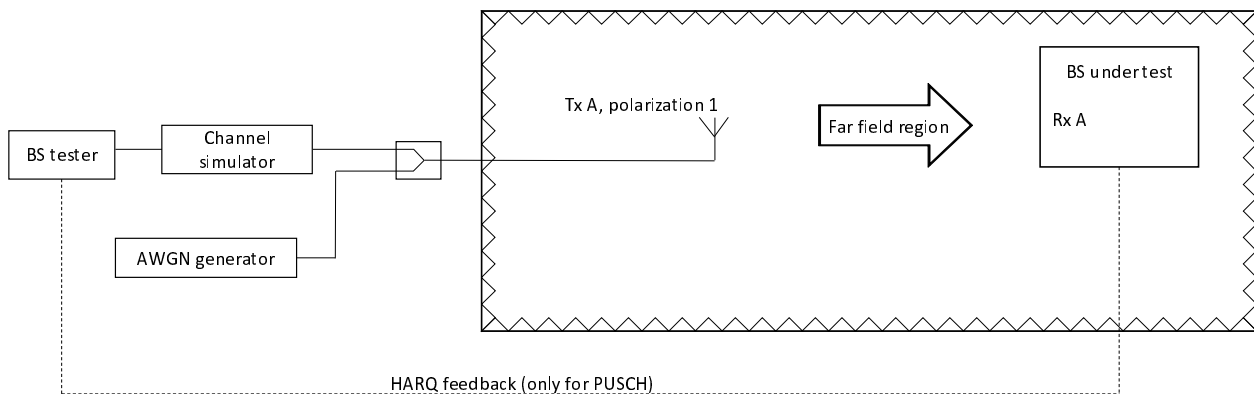 BS tester
Channel
simulator
AWGN generator
Tx A, polarization 1
Far field region
BS under test
Rx A
HARQ feedback (only for PUSCH)